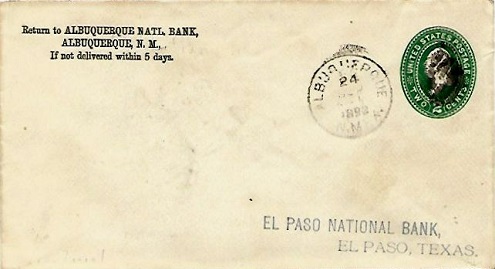 Return to ALBUQUERQUE NATL. BANK,
ALBUQUERQUE, N. M.,
If not delivered within 5 days.
ALBUQUERQUE
24
N.M.
UNITED STATES POSTAGE
TWO 2 CENTS
EL PASO NATIONAL BANK,
EL PASO, TEXAS.